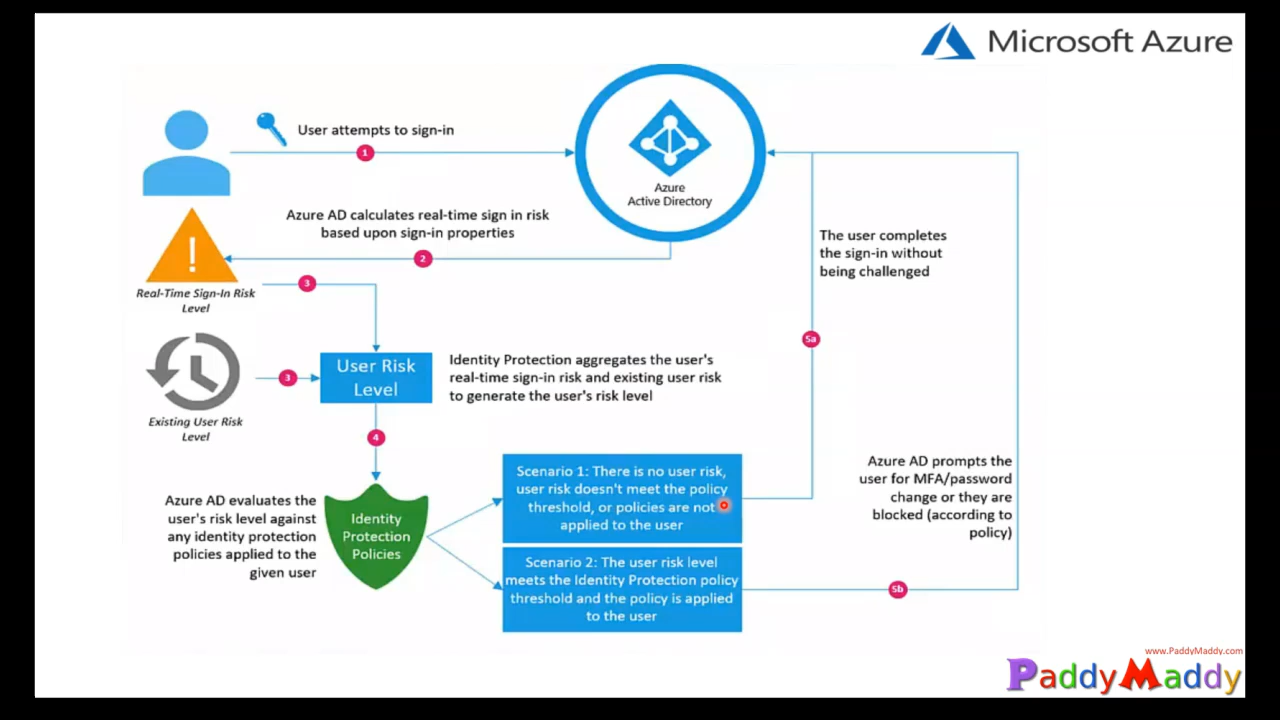 Microsoft Azure
User attempts to sign-in
1
Azure
Active Directory
Azure AD calculates real-time sign in risk
based upon sign-in properties
2
Real-Time Sign-In Risk
Level
3
The user completes
the sign-in without
being challenged
5a
3
Existing User Risk
Level
User Risk
Level
Identity Protection aggregates the user's
real-time sign-in risk and existing user risk
to generate the user's risk level
4
Azure AD evaluates the
user's risk level against
any identity protection
policies applied to the
given user
Identity
Protection
Policies
Scenario 1: There is no user risk,
user risk doesn't meet the policy
threshold, or policies are not
applied to the user
Scenario 2: The user risk level
meets the Identity Protection policy
threshold and the policy is applied
to the user
Azure AD prompts the
user for MFA/password
change or they are
blocked (according to
policy)
5b
www.PaddyMaddy.com
PaddyMaddy